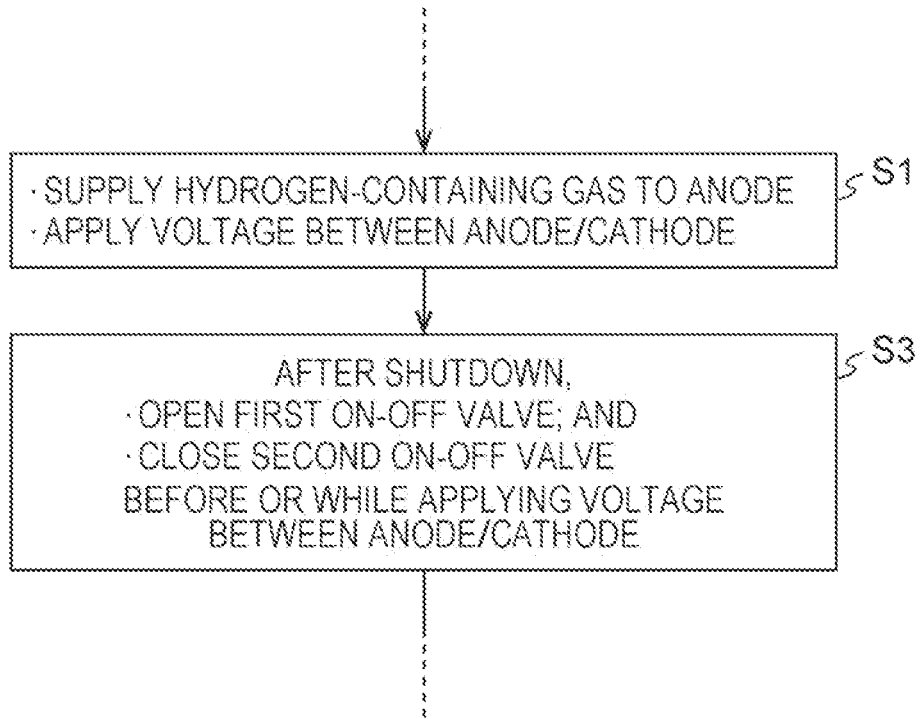 · SUPPLY HYDROGEN-CONTAINING GAS TO ANODE
· APPLY VOLTAGE BETWEEN ANODE/CATHODE
S1
AFTER SHUTDOWN,
· OPEN FIRST ON-OFF VALVE; AND
· CLOSE SECOND ON-OFF VALVE
BEFORE OR WHILE APPLYING VOLTAGE
BETWEEN ANODE/CATHODE
S3